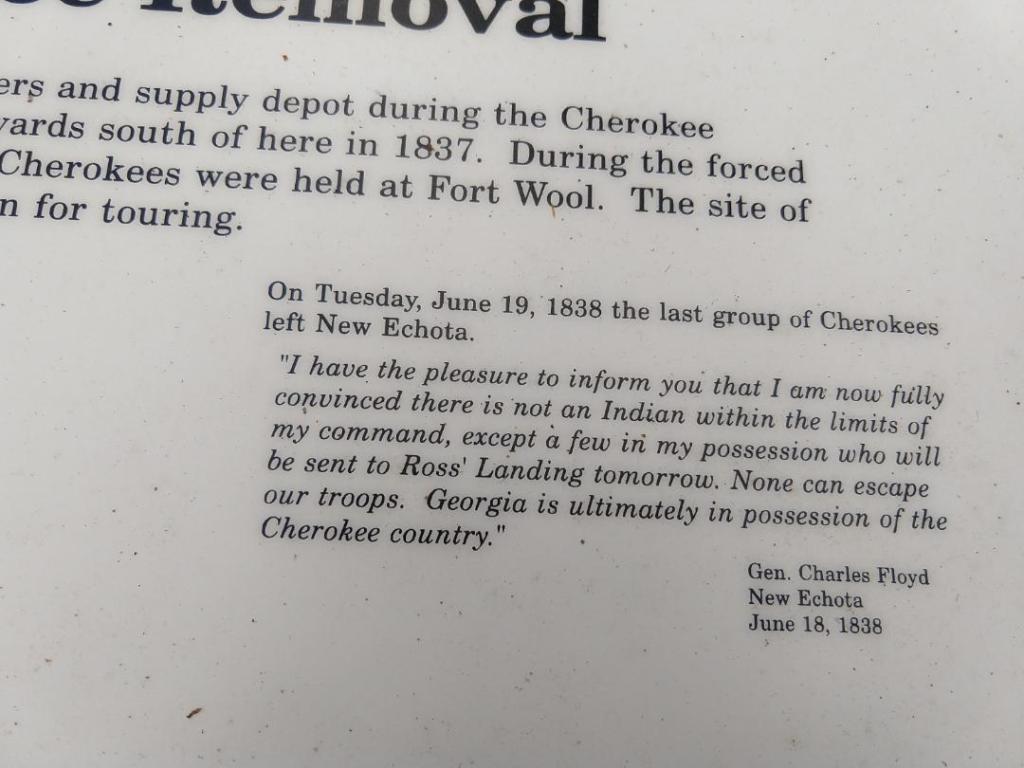 Removal
ers and supply depot during the Cherokee
yards south of here in 1837. During the forced
Cherokees were held at Fort Wool. The site of
n for touring.
On Tuesday, June 19, 1838 the last group of Cherokees
left New Echota.
"I have the pleasure to inform you that I am now fully
convinced there is not an Indian within the limits of
my command, except a few in my possession who will
be sent to Ross' Landing tomorrow. None can escape
our troops. Georgia is ultimately in possession of the
Cherokee country."
Gen. Charles Floyd
New Echota
June 18, 1838